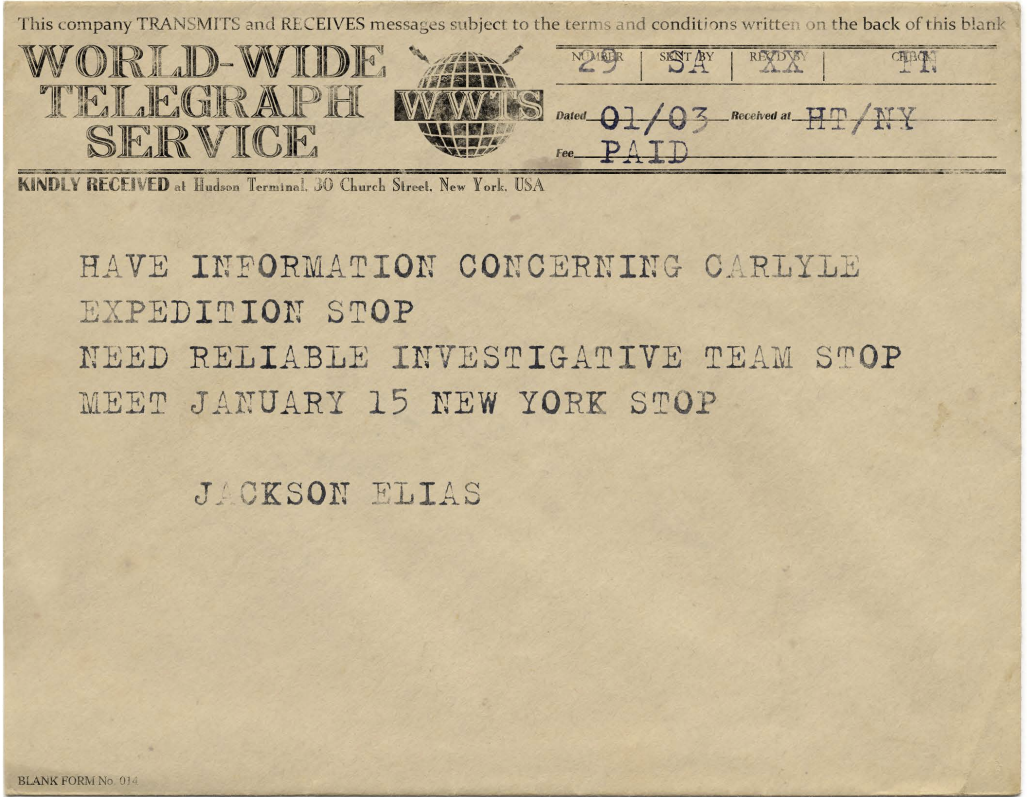 This company TRANSMITS and RECEIVES messages subject to the terms and conditions written on the back of this blank
WORLD-WIDE
TELEGRAPH
SERVICE
WWTS
NUMBER SENT BY REV'D BY CHECK
29 SA XX PN
Dated 01/03 Received at HT/NY
Fee PAID
KINDLY RECEIVED at Hudson Terminal, 30 Church Street, New York, USA
HAVE INFORMATION CONCERNING CARLYLE
EXPEDITION STOP
NEED RELIABLE INVESTIGATIVE TEAM STOP
MEET JANUARY 15 NEW YORK STOP
JACKSON ELIAS
BLANK FORM No. 014